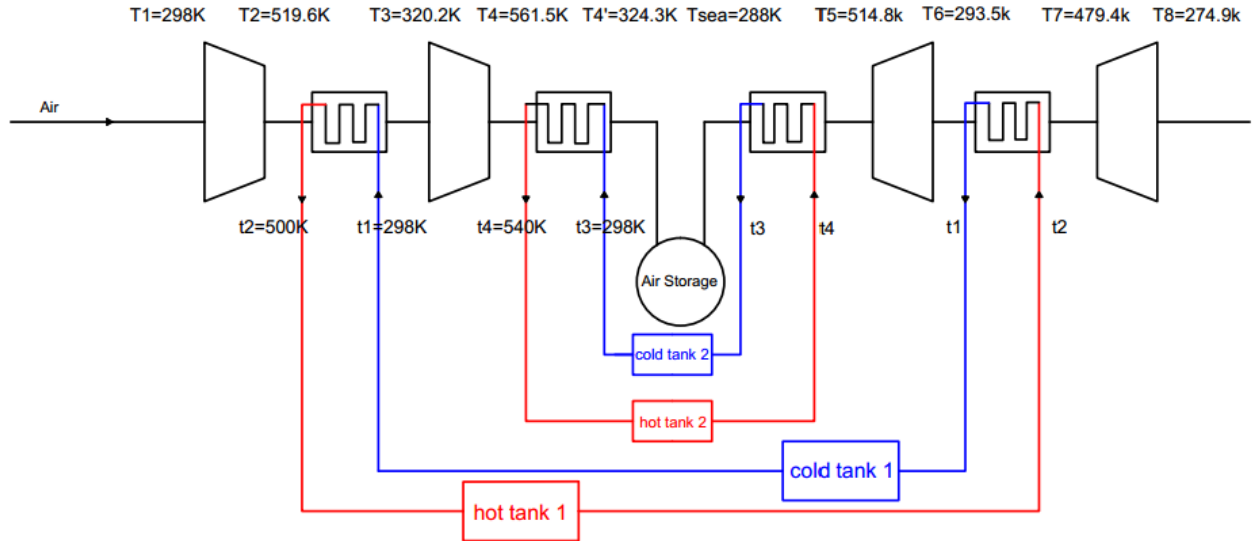 T1=298K T2=519.6K T3=320.2K T4=561.5K T4'=324.3K Tsea=288K T5=514.8k T6=293.5k T7=479.4k T8=274.9k
Air
t2=500K t1=298K t4=540K t3=298K t3 t4 t1 t2
Air Storage
cold tank 2
hot tank 2
cold tank 1
hot tank 1